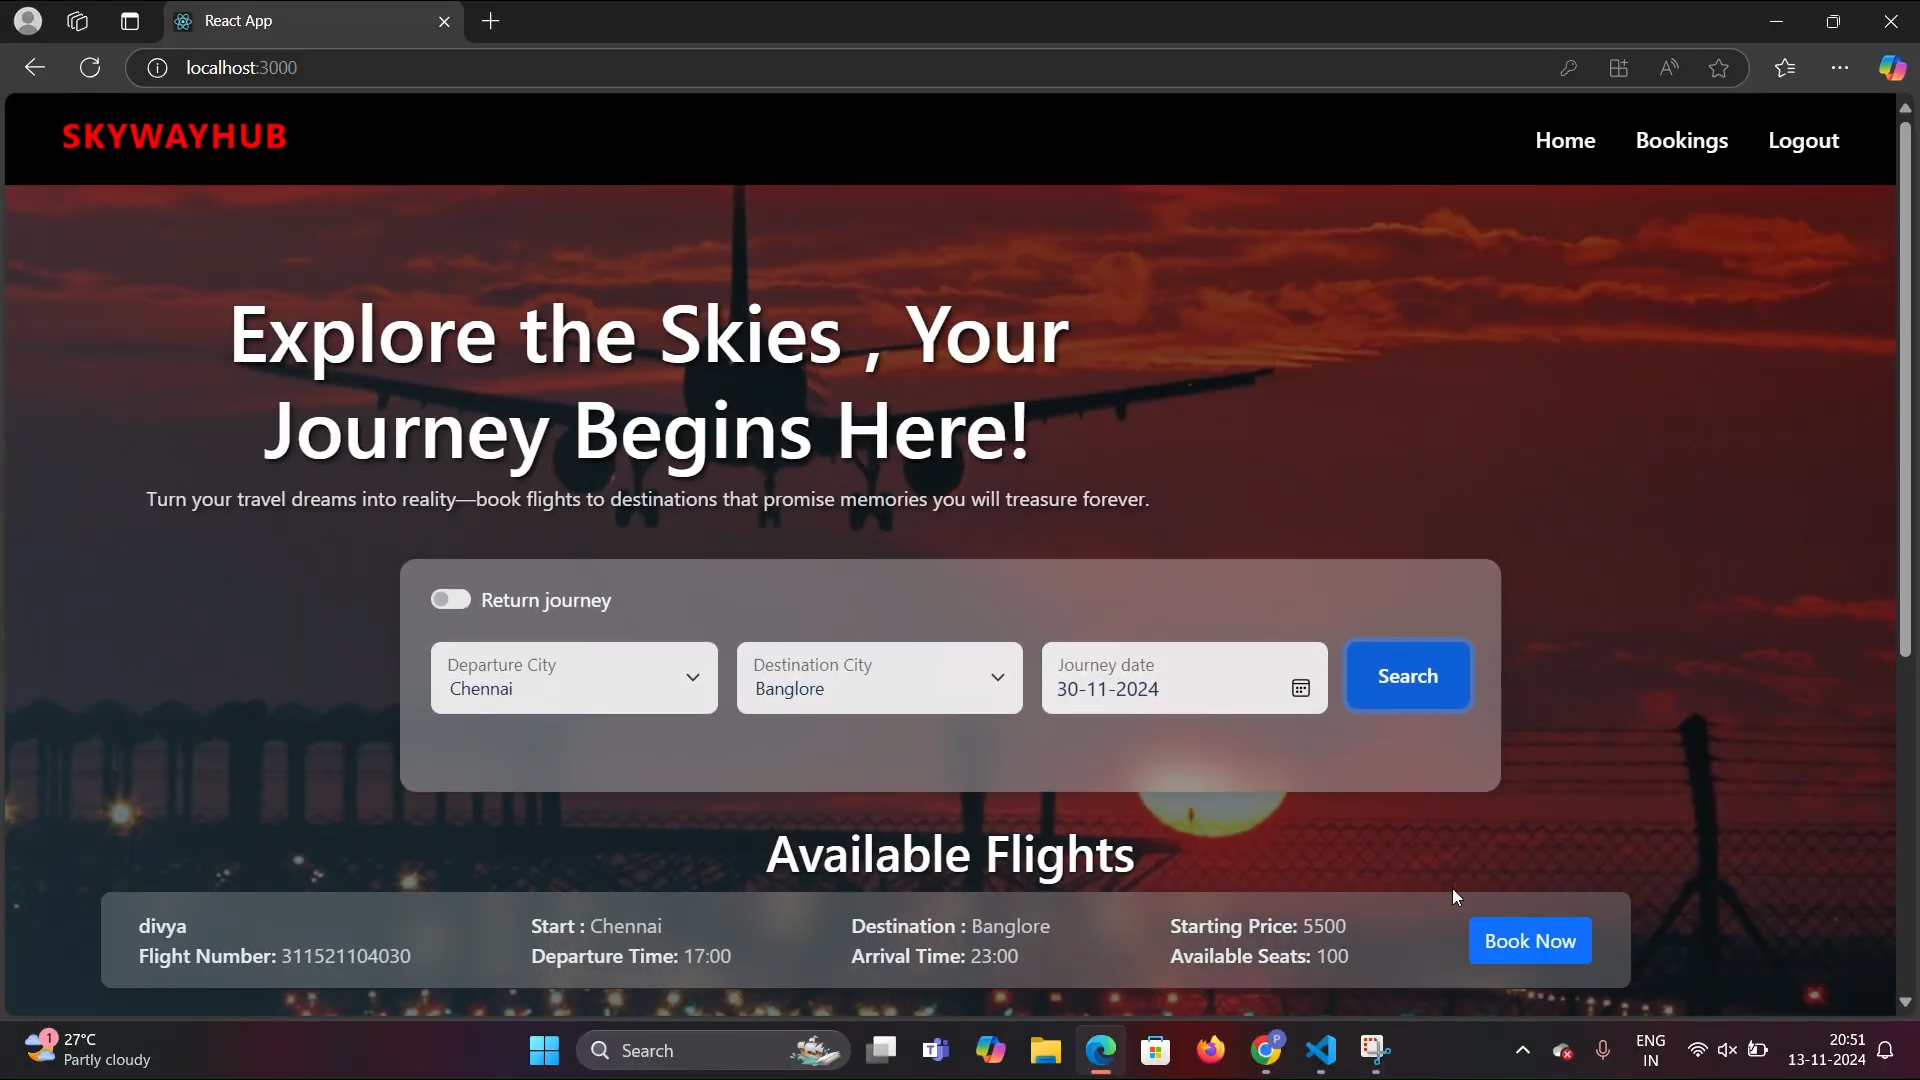 React App
localhost:3000
SKYWAYHUB
Home Bookings Logout
Explore the Skies , Your
Journey Begins Here!
Turn your travel dreams into reality—book flights to destinations that promise memories you will treasure forever.
Return journey
Departure City
Chennai
Destination City
Banglore
Journey date
30-11-2024
Search
Available Flights
divya
Flight Number: 311521104030
Start : Chennai
Departure Time: 17:00
Destination : Banglore
Arrival Time: 23:00
Starting Price: 5500
Available Seats: 100
Book Now
1
27°C
Partly cloudy
Search
P
ENG
IN
20:51
13-11-2024